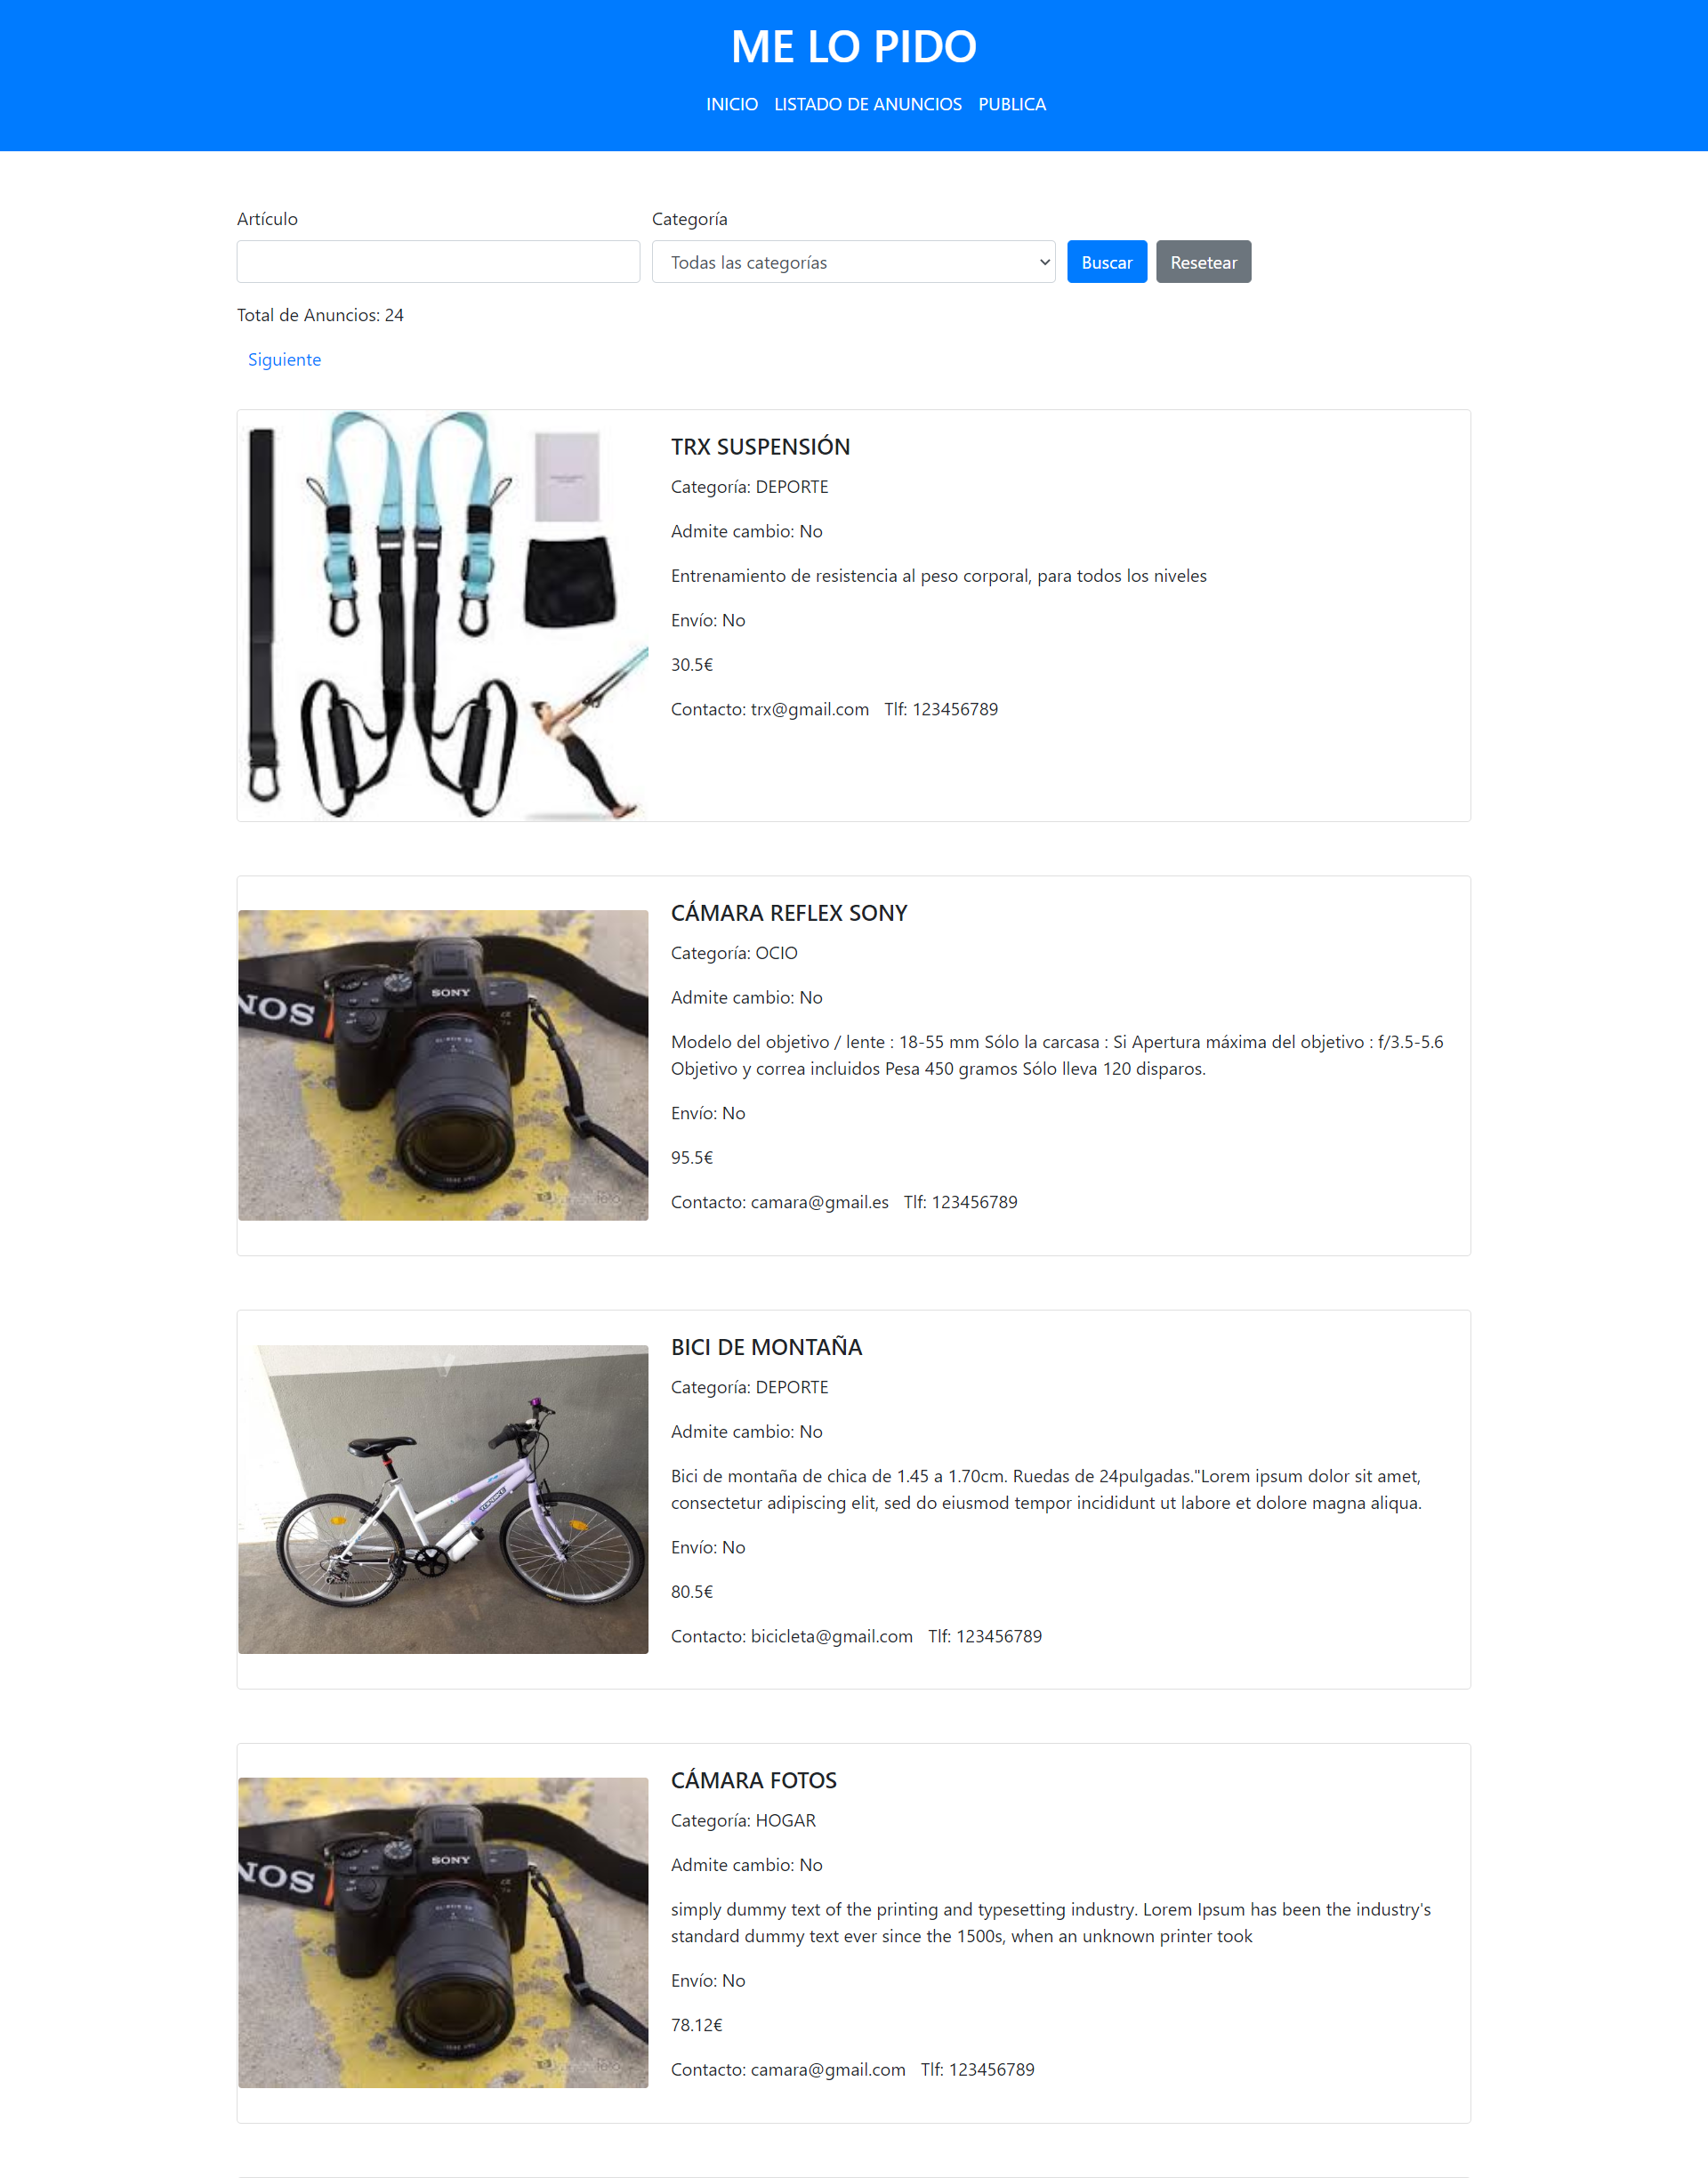 ME LO PIDO
INICIO LISTADO DE ANUNCIOS PUBLICA
Artículo Categoría
Todas las categorías Buscar Resetear
Total de Anuncios: 24
Siguiente
TRX SUSPENSIÓN
Categoría: DEPORTE
Admite cambio: No
Entrenamiento de resistencia al peso corporal, para todos los niveles
Envío: No
30.5€
Contacto: trx@gmail.com Tlf: 123456789
SONY
NOS
CÁMARA REFLEX SONY
Categoría: OCIO
Admite cambio: No
Modelo del objetivo / lente : 18-55 mm Sólo la carcasa : Si Apertura máxima del objetivo : f/3.5-5.6
Objetivo y correa incluidos Pesa 450 gramos Sólo lleva 120 disparos.
Envío: No
95.5€
Contacto: camara@gmail.es Tlf: 123456789
BICI DE MONTAÑA
Categoría: DEPORTE
Admite cambio: No
Bici de montaña de chica de 1.45 a 1.70cm. Ruedas de 24pulgadas."Lorem ipsum dolor sit amet,
consectetur adipiscing elit, sed do eiusmod tempor incididunt ut labore et dolore magna aliqua.
Envío: No
80.5€
Contacto: bicicleta@gmail.com Tlf: 123456789
SONY
NOS
CÁMARA FOTOS
Categoría: HOGAR
Admite cambio: No
simply dummy text of the printing and typesetting industry. Lorem Ipsum has been the industry's
standard dummy text ever since the 1500s, when an unknown printer took
Envío: No
78.12€
Contacto: camara@gmail.com Tlf: 123456789